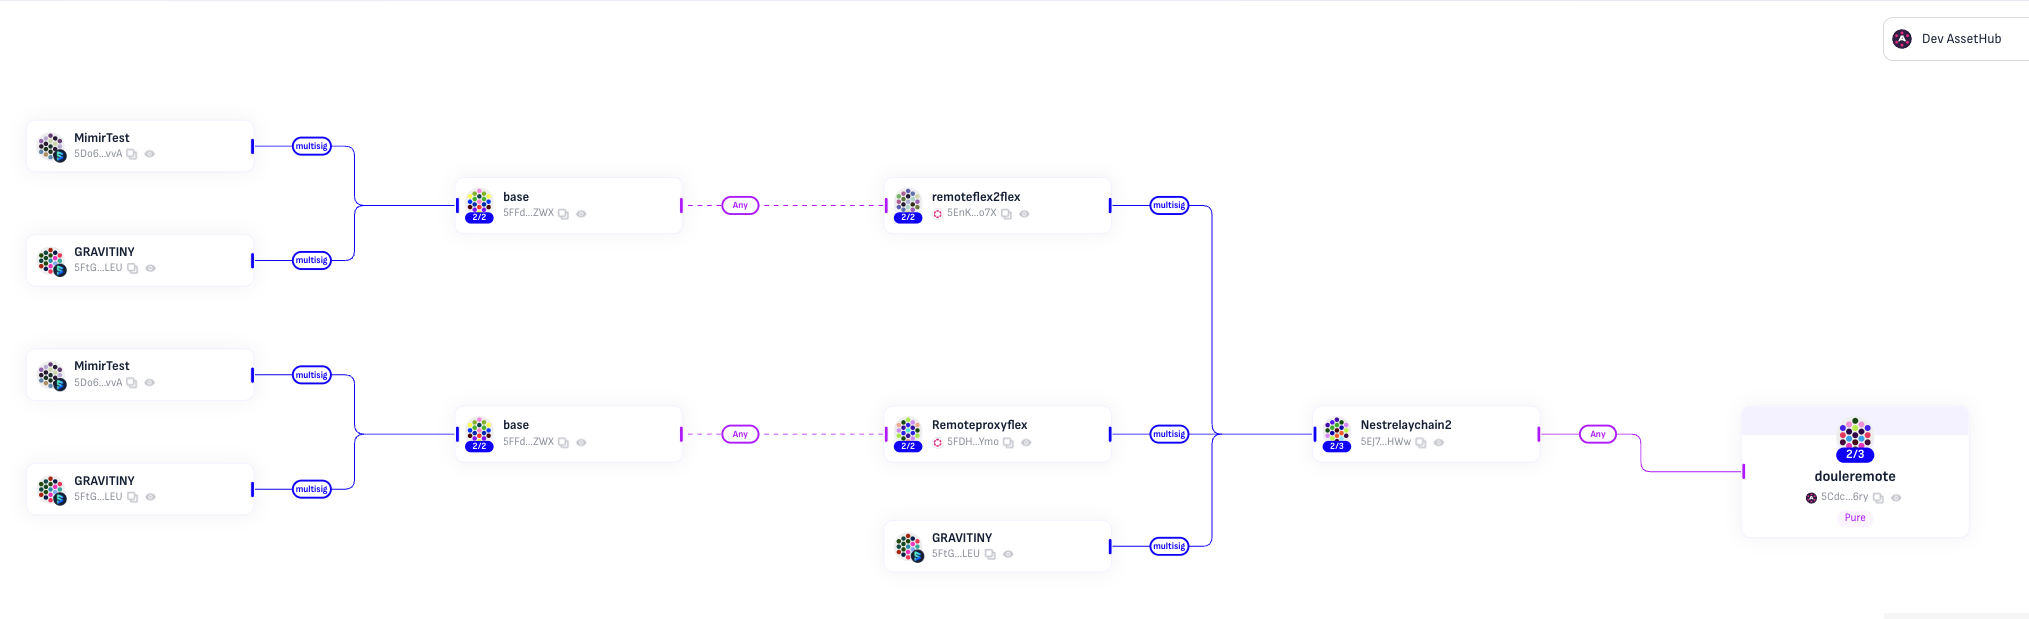 Dev AssetHub
MimirTest
5Do6...vvA
multisig
GRAVITINY
5FtG...LEU
multisig
2/2
base
5FFd...ZWX
Any
2/2
remoteflex2flex
5EnK...o7X
multisig
MimirTest
5Do6...vvA
multisig
GRAVITINY
5FtG...LEU
multisig
2/2
base
5FFd...ZWX
Any
2/2
Remoteproxyflex
5FDH...Ymo
multisig
GRAVITINY
5FtG...LEU
multisig
2/3
Nestrelaychain2
5EJ7...HWw
Any
2/3
douleremote
5Cdc...6ry
Pure